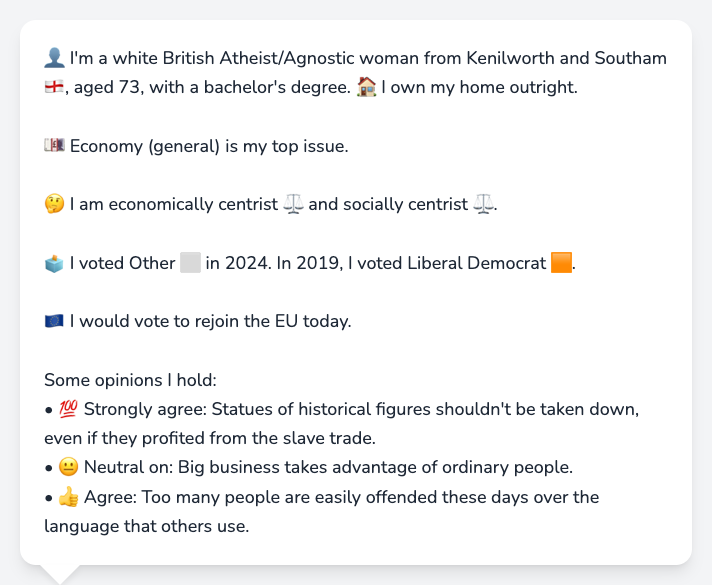 👤 I'm a white British Atheist/Agnostic woman from Kenilworth and Southam
🏴󠁧󠁢󠁥󠁮󠁧󠁿, aged 73, with a bachelor's degree. 🏠 I own my home outright.
💷 Economy (general) is my top issue.
🤔 I am economically centrist ⚖️ and socially centrist ⚖️.
🗳️ I voted Other ⬜ in 2024. In 2019, I voted Liberal Democrat 🟧.
🇪🇺 I would vote to rejoin the EU today.
Some opinions I hold:
• 💯 Strongly agree: Statues of historical figures shouldn't be taken down,
even if they profited from the slave trade.
• 😐 Neutral on: Big business takes advantage of ordinary people.
• 👍 Agree: Too many people are easily offended these days over the
language that others use.